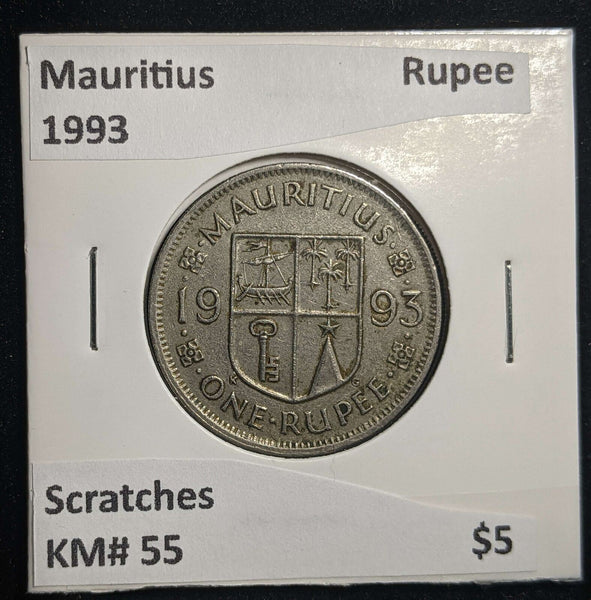 Mauritius Rupee
1993
MAURITIUS
19 93
ONE·RUPEE
Scratches
KM# 55 $5